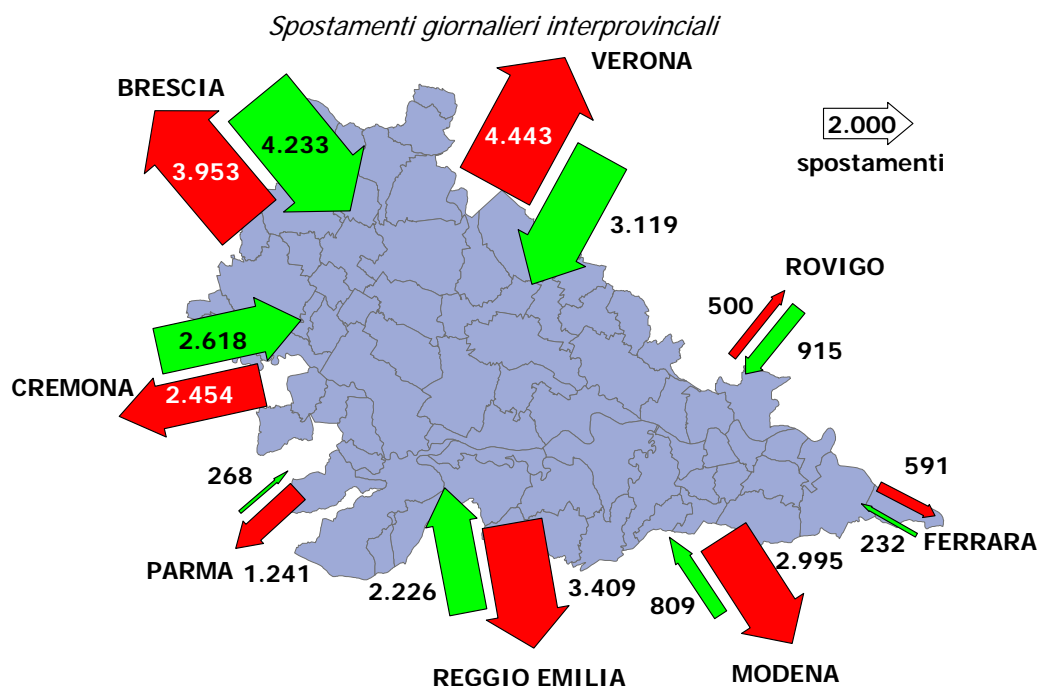 Spostamenti giornalieri interprovinciali
VERONA
BRESCIA
2.000
spostamenti
4.443
4.233
3.953
3.119
ROVIGO
500
915
2.618
CREMONA
2.454
268
591
PARMA
1.241
2.226
3.409
809
2.995
232
FERRARA
REGGIO EMILIA
MODENA